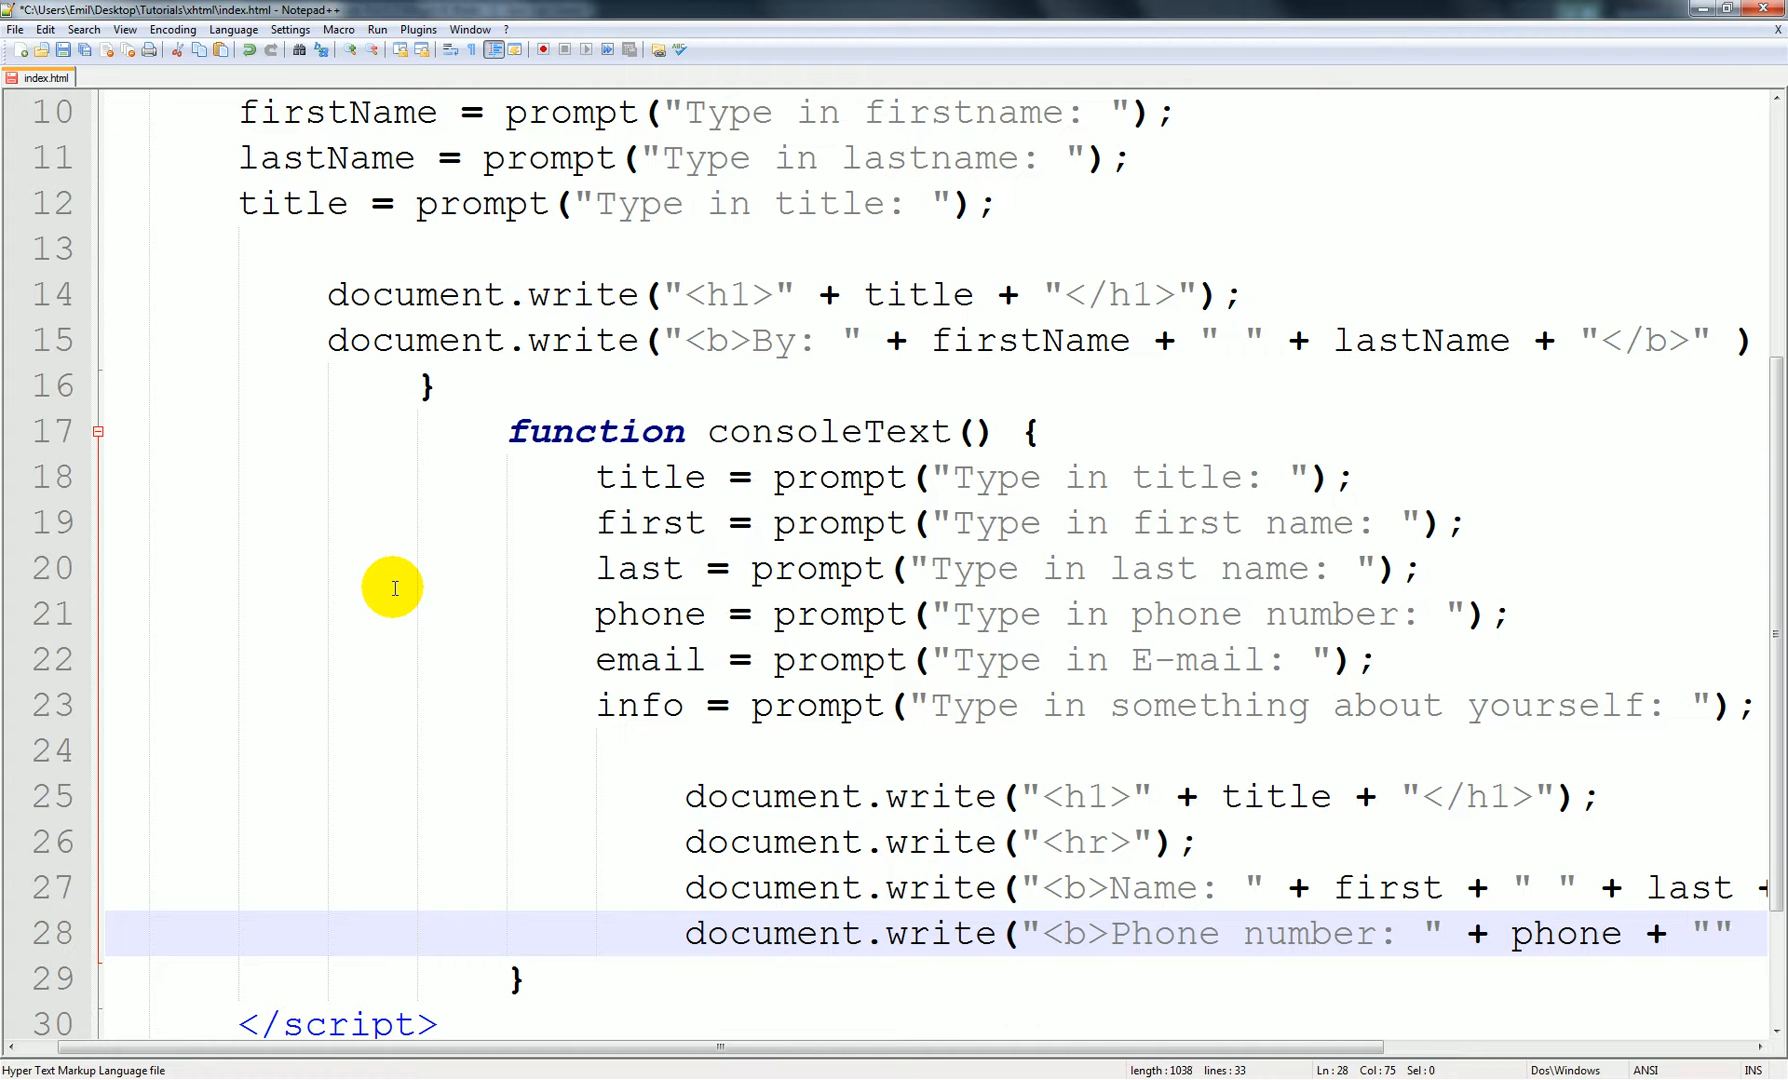 *C:\Users\Emil\Desktop\Tutorials\xhtml\index.html - Notepad++
File Edit Search View Encoding Language Settings Macro Run Plugins Window ? X
index.html
10 firstName = prompt("Type in firstname: ");
11 lastName = prompt("Type in lastname: ");
12 title = prompt("Type in title: ");
13
14 document.write("<h1>" + title + "</h1>");
15 document.write("<b>By: " + firstName + " " + lastName + "</b>" )
16 }
17 function consoleText() {
18 title = prompt("Type in title: ");
19 first = prompt("Type in first name: ");
20 last = prompt("Type in last name: ");
21 phone = prompt("Type in phone number: ");
22 email = prompt("Type in E-mail: ");
23 info = prompt("Type in something about yourself: ");
24
25 document.write("<h1>" + title + "</h1>");
26 document.write("<hr>");
27 document.write("<b>Name: " + first + " " + last +
28 document.write("<b>Phone number: " + phone + ""
29 }
30 </script>
Hyper Text Markup Language file length : 1038 lines : 33 Ln : 28 Col : 75 Sel : 0 Dos\Windows ANSI INS